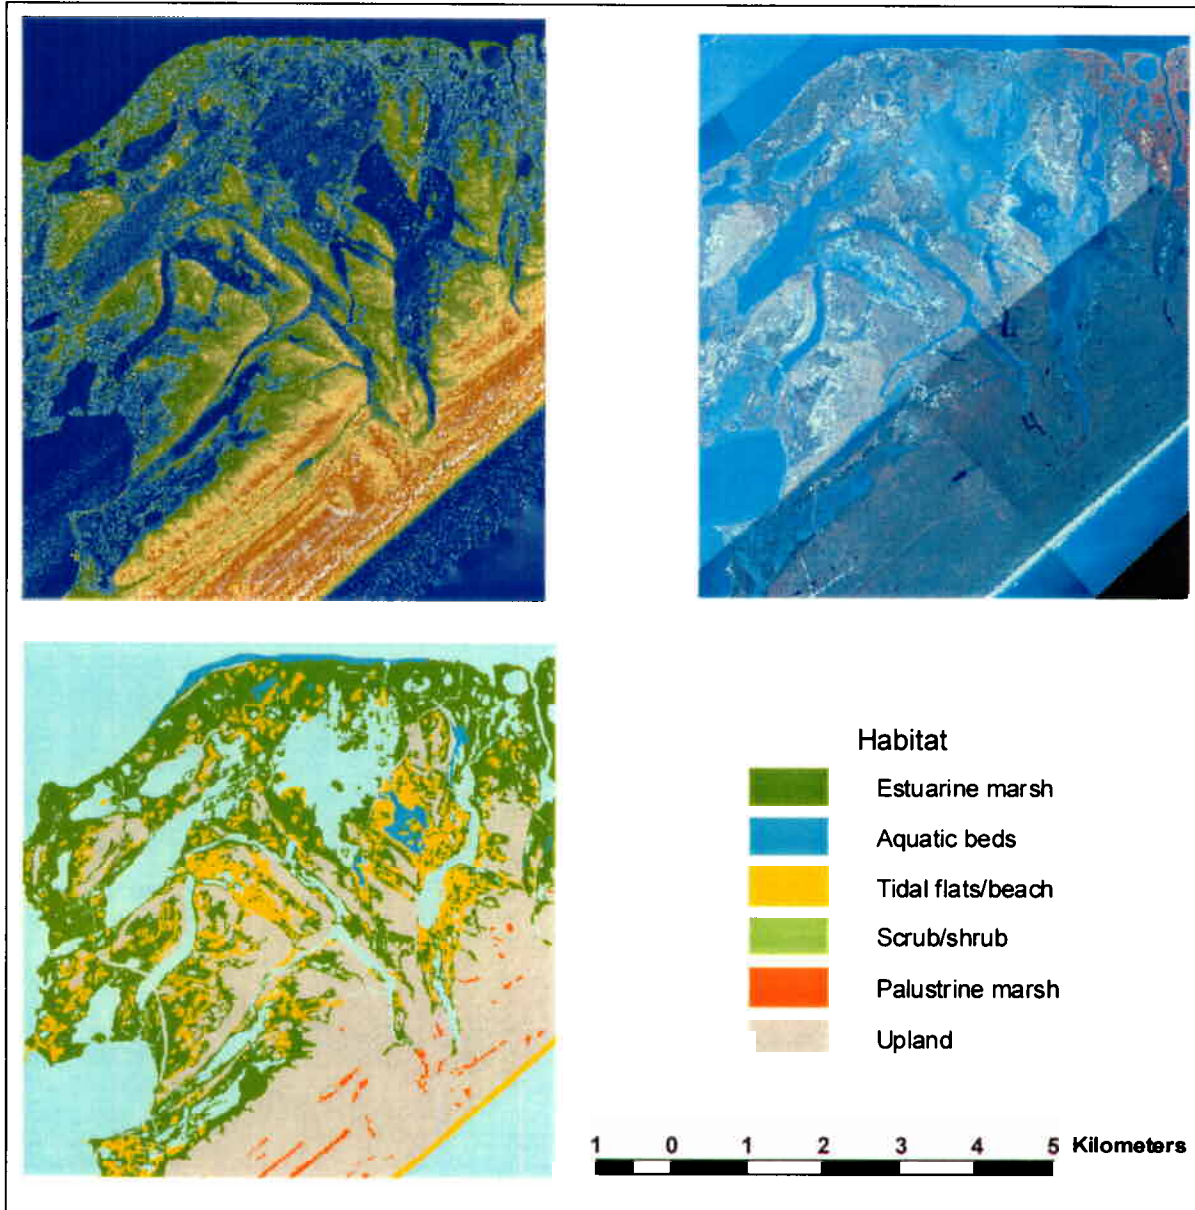 Habitat
Estuarine marsh
Aquatic beds
Tidal flats/beach
Scrub/shrub
Palustrine marsh
Upland
1 0 1 2 3 4 5 Kilometers